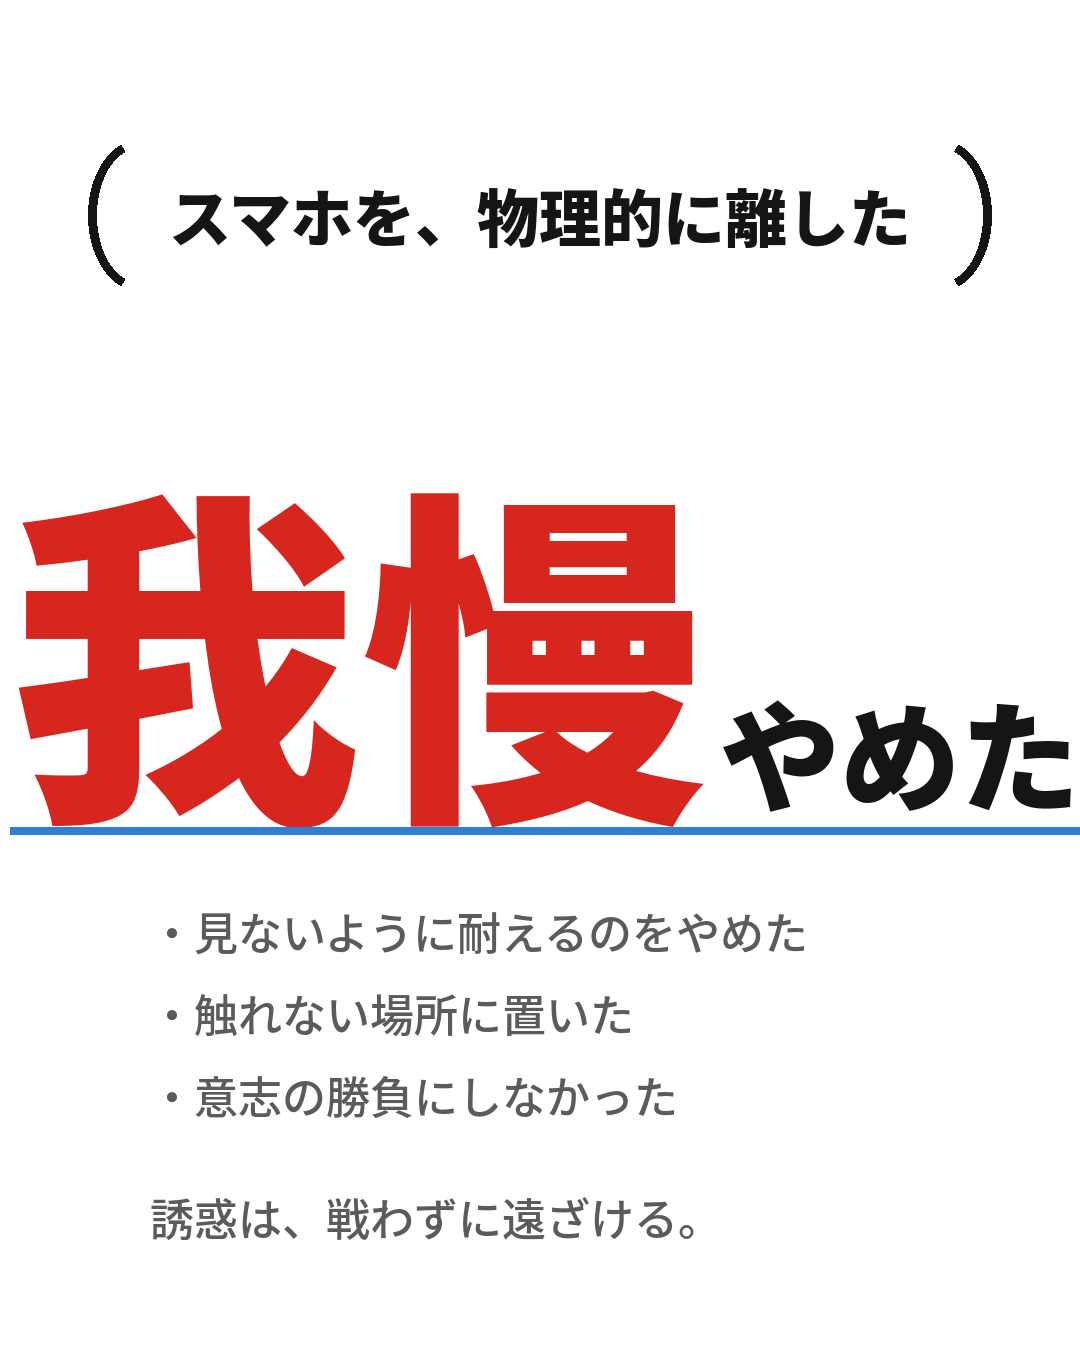 (スマホを、物理的に離した)
我慢やめた
・見ないように耐えるのをやめた
・触れない場所に置いた
・意志の勝負にしなかった
誘惑は、戦わずに遠ざける。